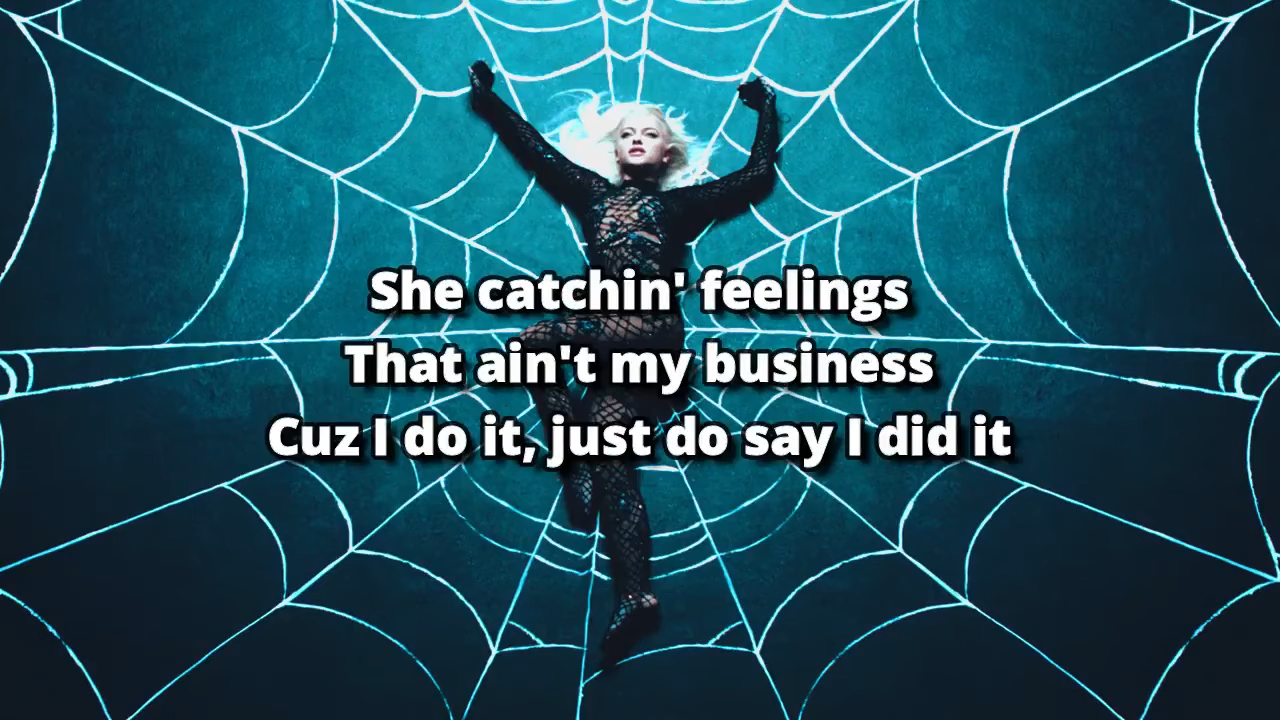 She catchin' feelings
That ain't my business
Cuz I do it, just do say I did it